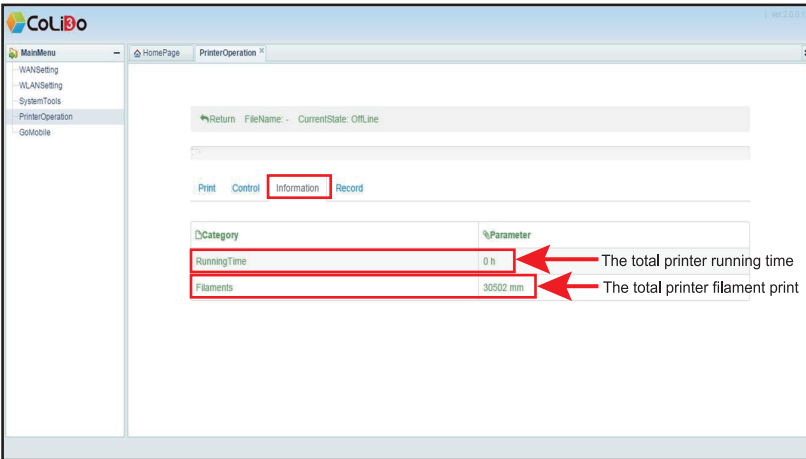 CoLiDo
MainMenu
WANSetting
WLANSetting
SystemTools
PrinterOperation
GoMobile
HomePage PrinterOperation
Return FileName: - CurrentState: OffLine
Print Control Information Record
Category Parameter
RunningTime 0 h The total printer running time
Filaments 30502 mm The total printer filament print